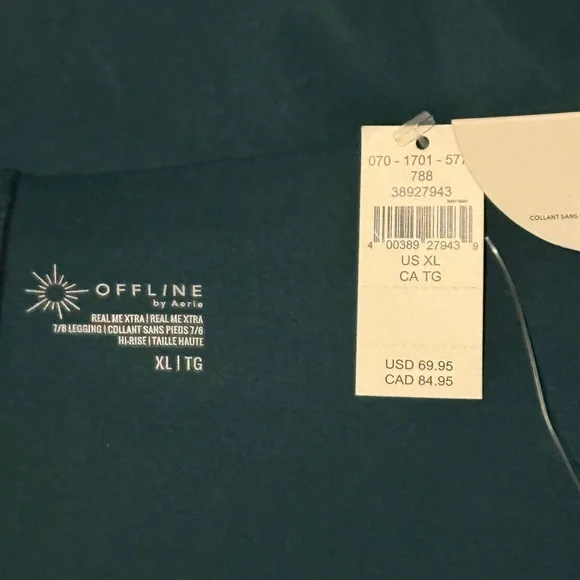 OFFLINE
by Aerie
REAL ME XTRA | REAL ME XTRA
7/8 LEGGING | COLLANT SANS PIEDS 7/8
HI-RISE | TAILLE HAUTE
XL | TG
070 - 1701 - 577
788
38927943
4 00389 27943 9
US XL
CA TG
USD 69.95
CAD 84.95
COLLANT SANS